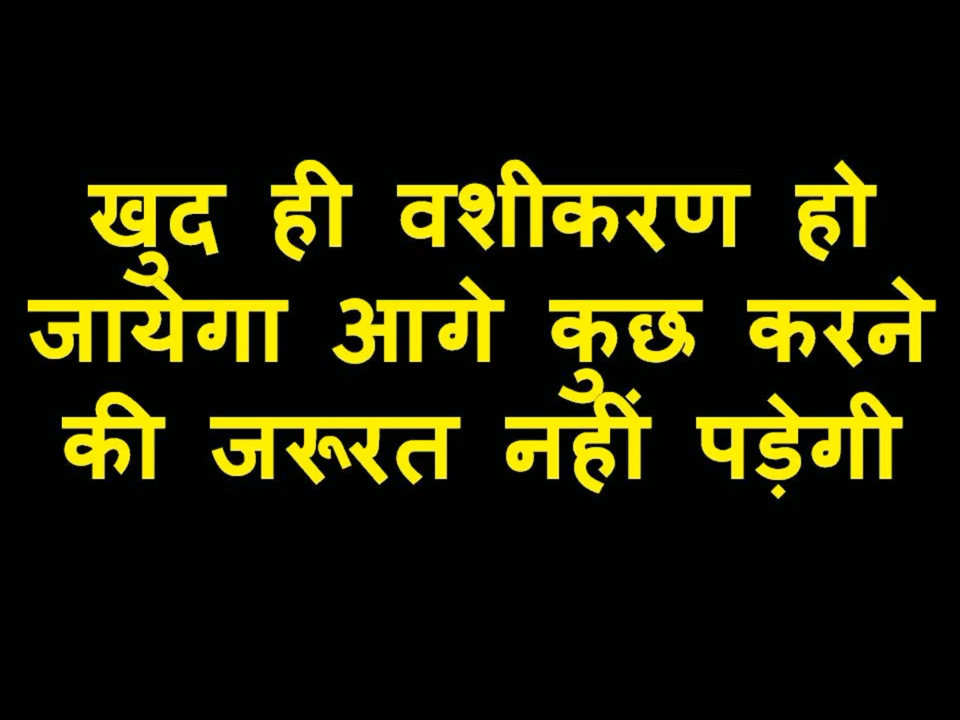 खुद ही वशीकरण हो
जायेगा आगे कुछ करने
की जरूरत नहीं पड़ेगी